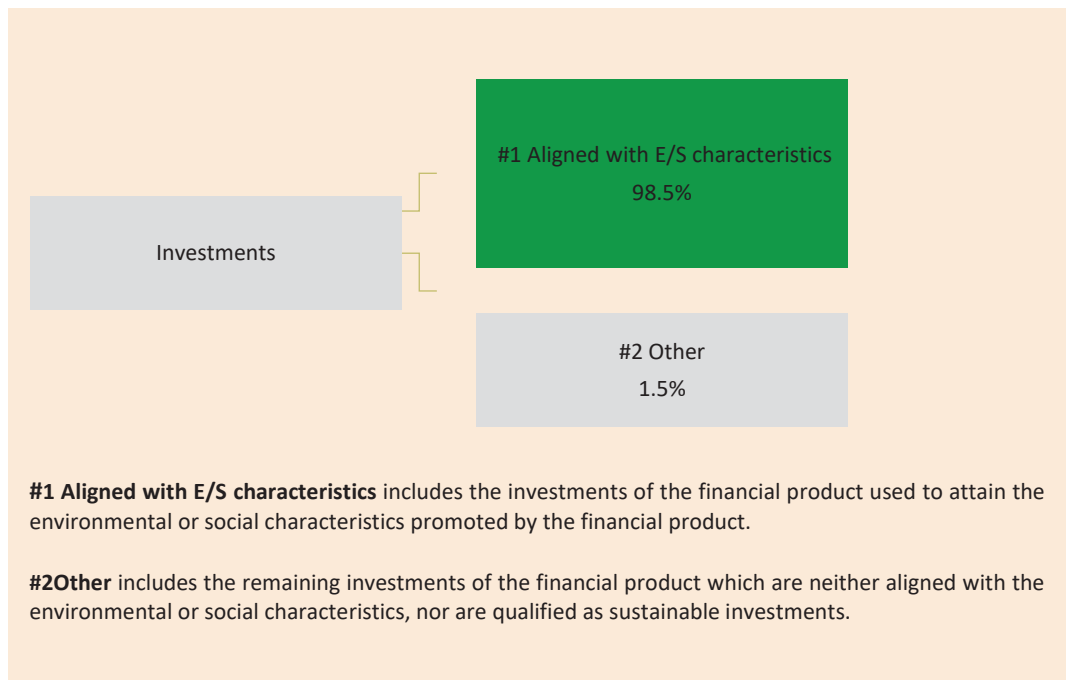 #1 Aligned with E/S characteristics
98.5%
Investments
#2 Other
1.5%
#1 Aligned with E/S characteristics includes the investments of the financial product used to attain the
environmental or social characteristics promoted by the financial product.
#2Other includes the remaining investments of the financial product which are neither aligned with the
environmental or social characteristics, nor are qualified as sustainable investments.